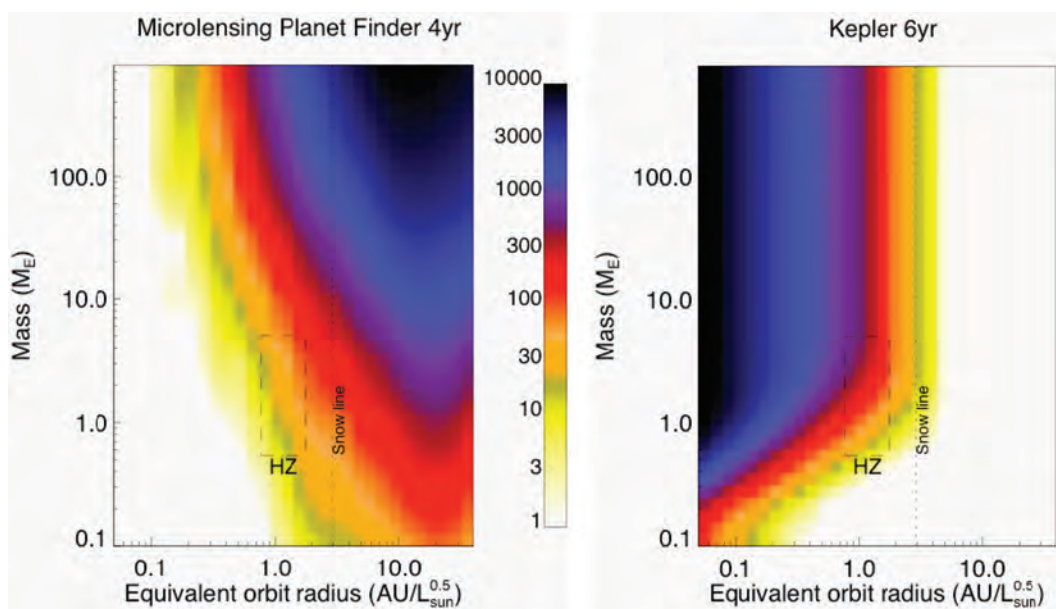 Microlensing Planet Finder 4yr
Mass (M_E)
100.0
10.0
1.0
0.1
HZ
Snow line
0.1 1.0 10.0
Equivalent orbit radius (AU/L_sun^0.5)
10000
3000
1000
300
100
30
10
3
1
Kepler 6yr
Mass (M_E)
100.0
10.0
1.0
0.1
HZ
Snow line
0.1 1.0 10.0
Equivalent orbit radius (AU/L_sun^0.5)